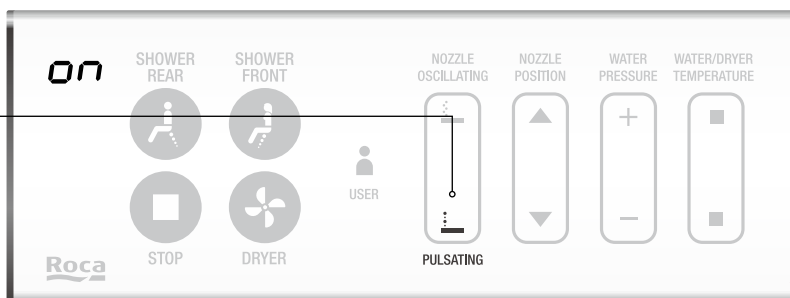 on
SHOWER
REAR
SHOWER
FRONT
NOZZLE
OSCILLATING
NOZZLE
POSITION
WATER
PRESSURE
WATER/DRYER
TEMPERATURE
USER
STOP
DRYER
PULSATING
Roca